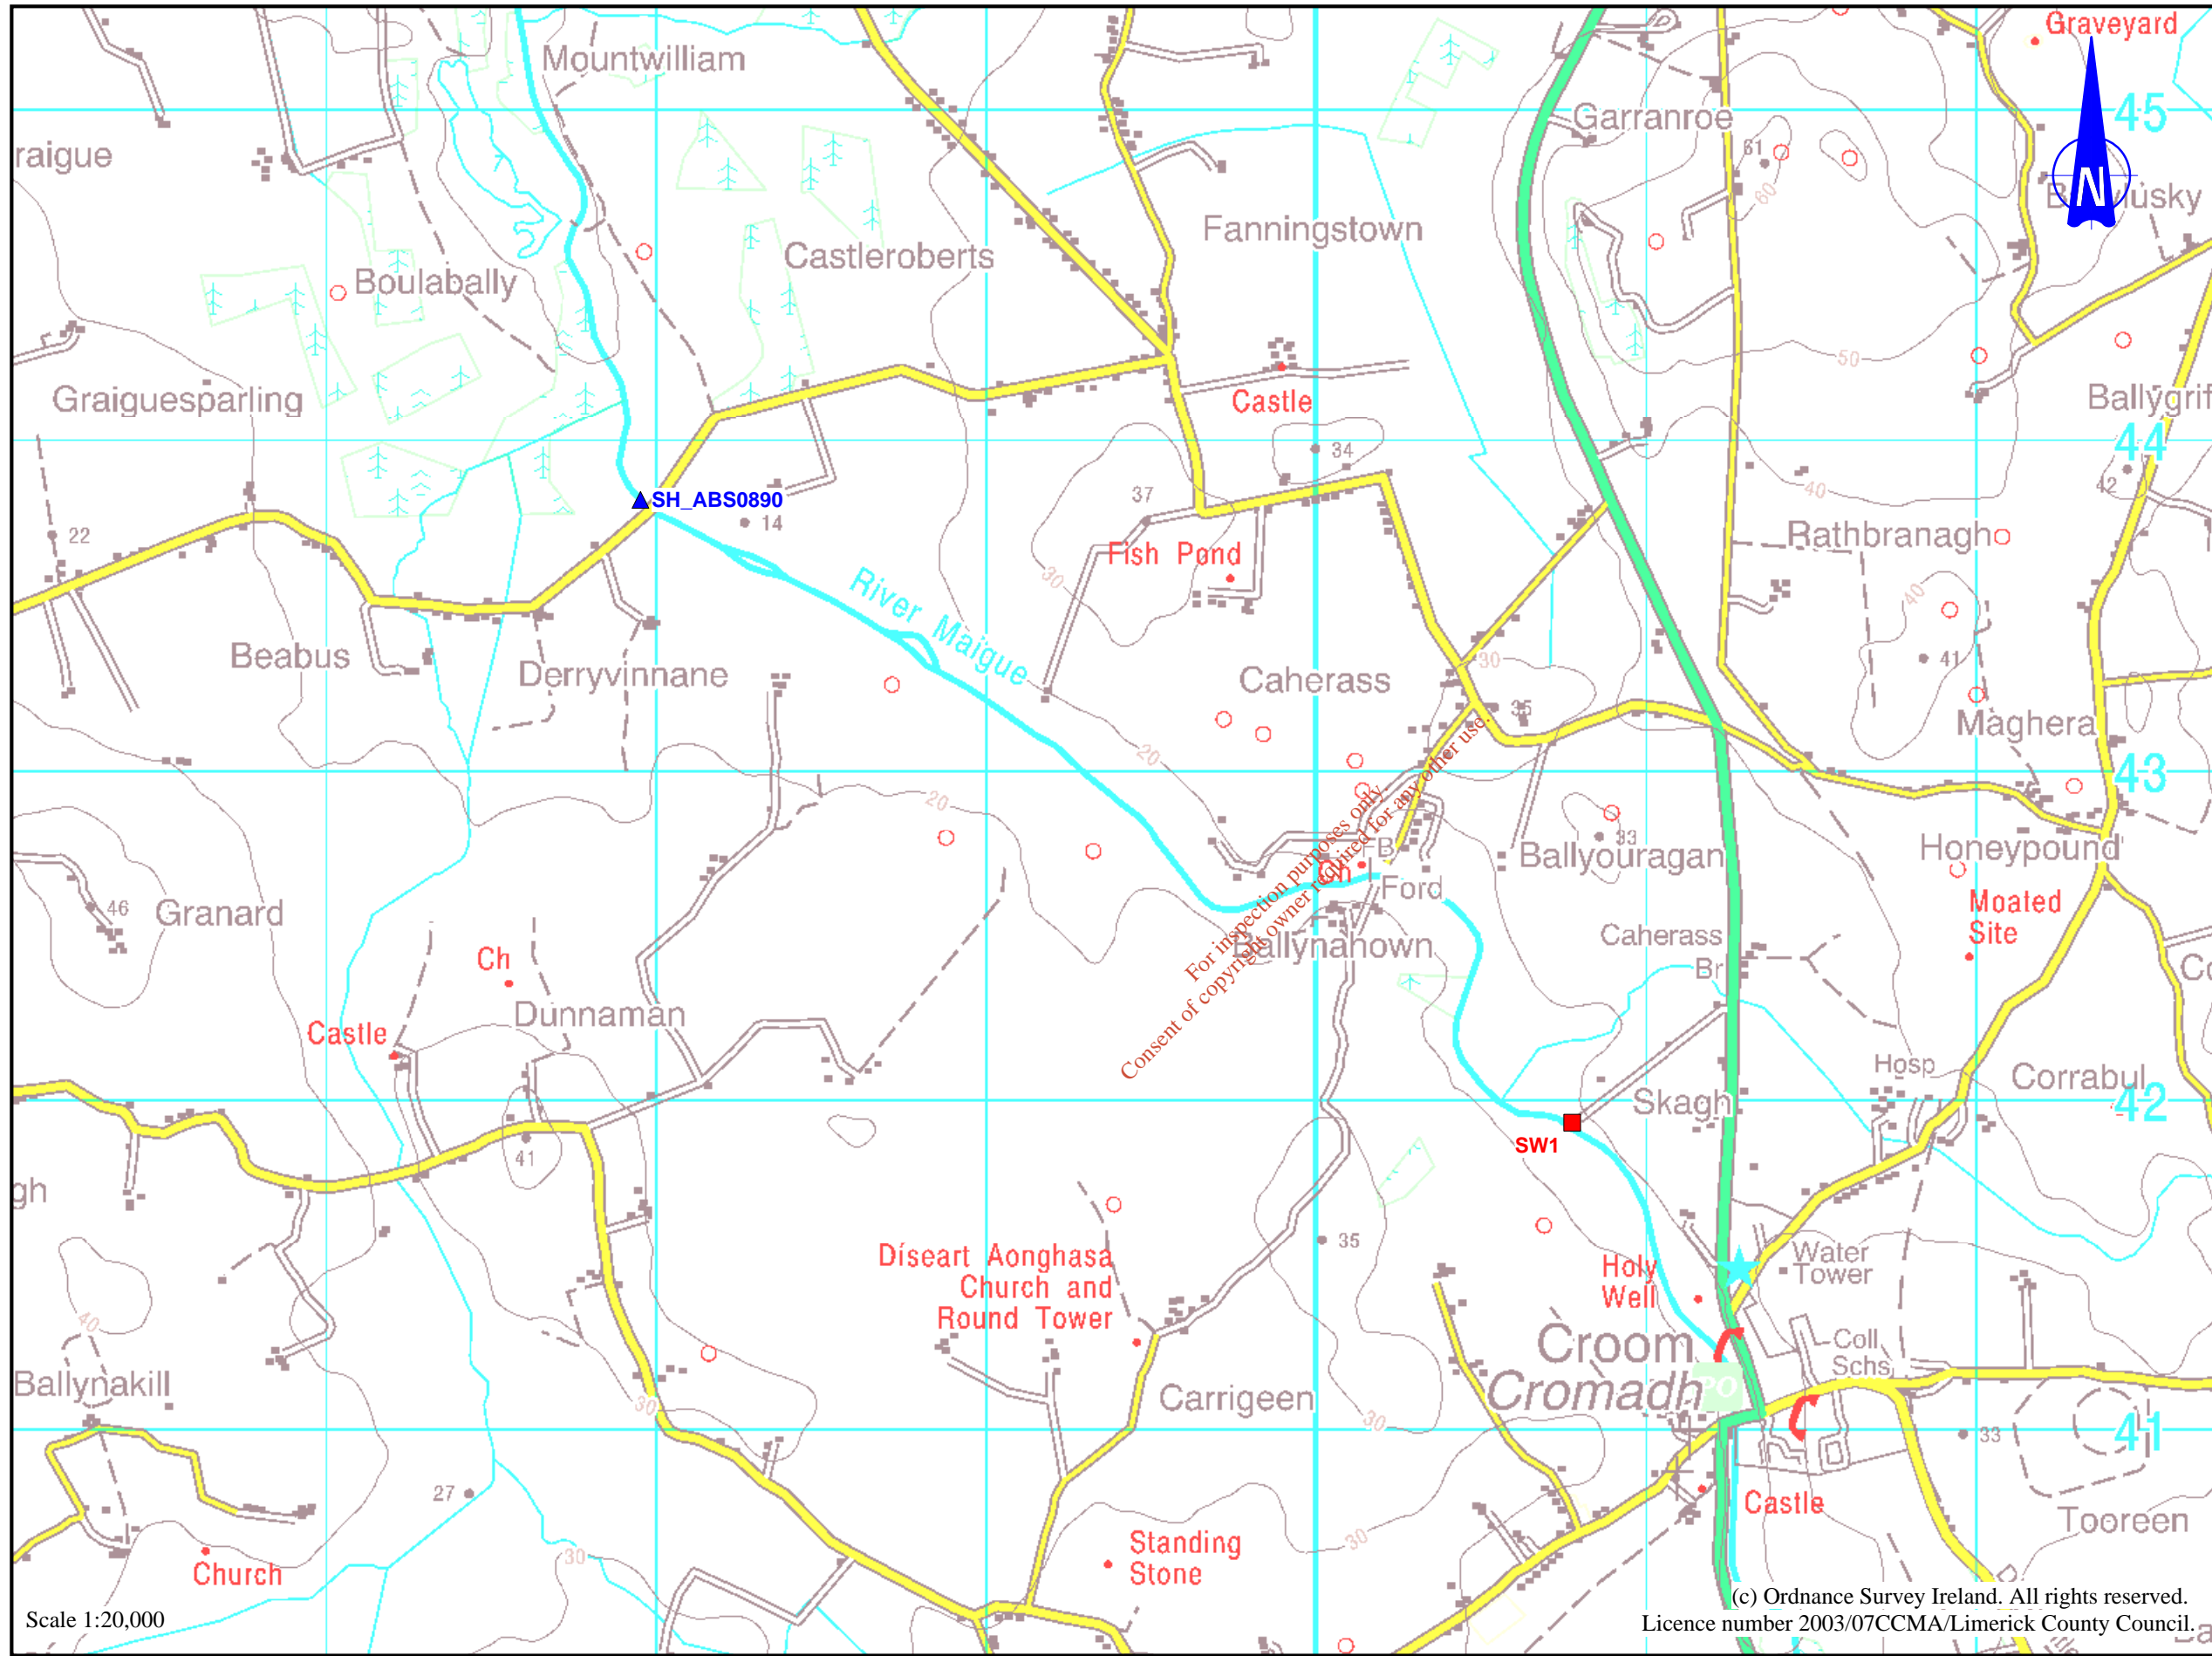 Graveyard
Mountwilliam
45
Garranroe
raigue
61
60
N
lusky
Fanningstown
Castleroberts
Boulabally
50
Graiguesparling
Castle
Ballygrif
44
34
42
37
40
SH_ABS0890
14
22
Rathbranagh
Fish Pond
30
River Maigue
40
Beabus
Derryvinnane
Caherass
30
41
35
Maghera
20
43
20
33
B
Ballyouragan
Honeypound
Ch
Ford
46
Granard
Moated
Site
Caherass
Br
Ballynahown
For inspection purposes only.
Consent of copyright owner required for any other use.
Ch
Dunnaman
Castle
Hosp
Corrabul
42
Skagh
SW1
41
gh
35
Díseart Aonghasa
Church and
Round Tower
Holy
Well
Water
Tower
40
Croom
Coll
Schs
Cromadh
PO
Ballynakill
30
Carrigeen
30
33
41
27
Castle
Tooreen
30
30
Standing
Stone
Church
Scale 1:20,000
(c) Ordnance Survey Ireland. All rights reserved.
Licence number 2003/07CCMA/Limerick County Council.